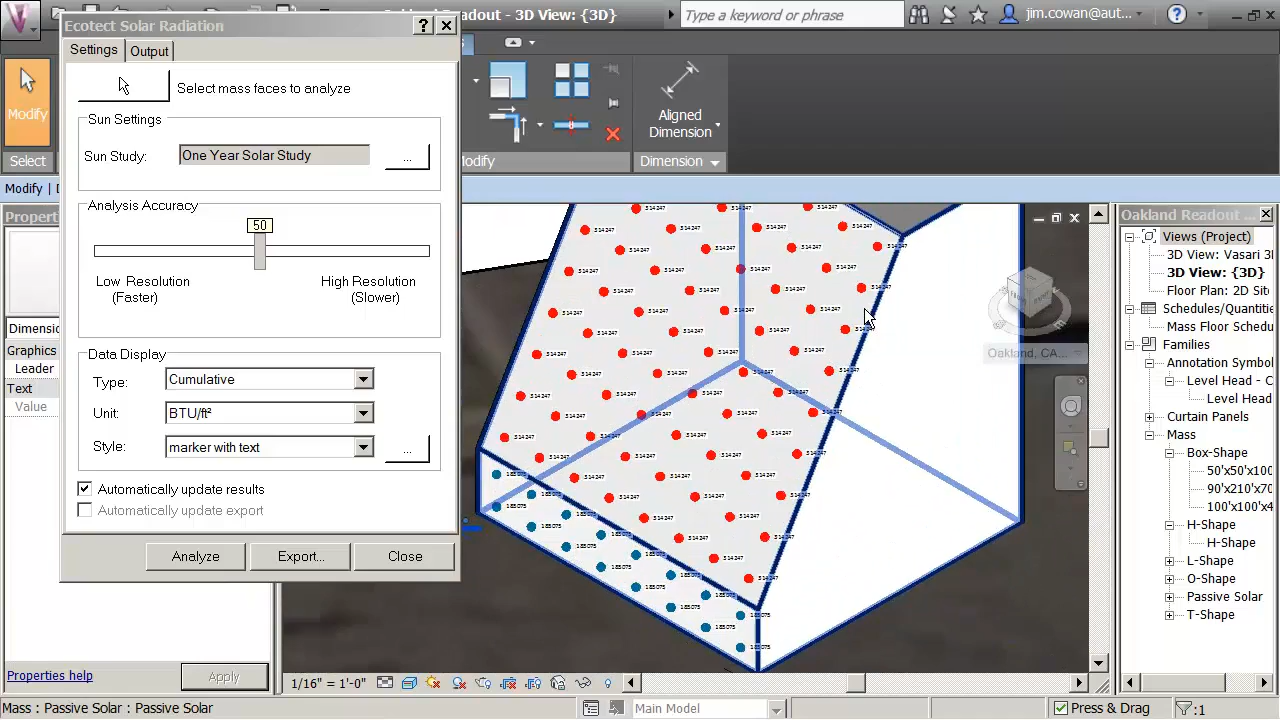 Ecotect Solar Radiation
? 
Oakland Readout - 3D View: {3D}
Type a keyword or phrase
jim.cowan@aut...
Settings
Output
Select mass faces to analyze
Modify
Select
Sun Settings
Sun Study:
One Year Solar Study
...
Analysis Accuracy
50
Low Resolution
(Faster)
High Resolution
(Slower)
Data Display
Type:
Cumulative
Unit:
BTU/ft²
Style:
marker with text
...
Automatically update results
Automatically update export
Analyze
Export...
Close
Aligned
Dimension
Modify
Dimension
Modify |
Proper
Dimensio
Graphics
Leader
Text
Value
Properties help
Apply
514247
185075
Oakland, CA...
Oakland Readout...
Views (Project)
3D View: Vasari 3D
3D View: {3D}
Floor Plan: 2D Sit
Schedules/Quantitie
Mass Floor Schedu
Families
Annotation Symbol
Level Head - C
Level Head
Curtain Panels
Mass
Box-Shape
50'x50'x100
90'x210'x70
100'x100'x4
H-Shape
H-Shape
L-Shape
O-Shape
Passive Solar
T-Shape
1/16" = 1'-0"
Mass : Passive Solar : Passive Solar
Main Model
Press & Drag
:1